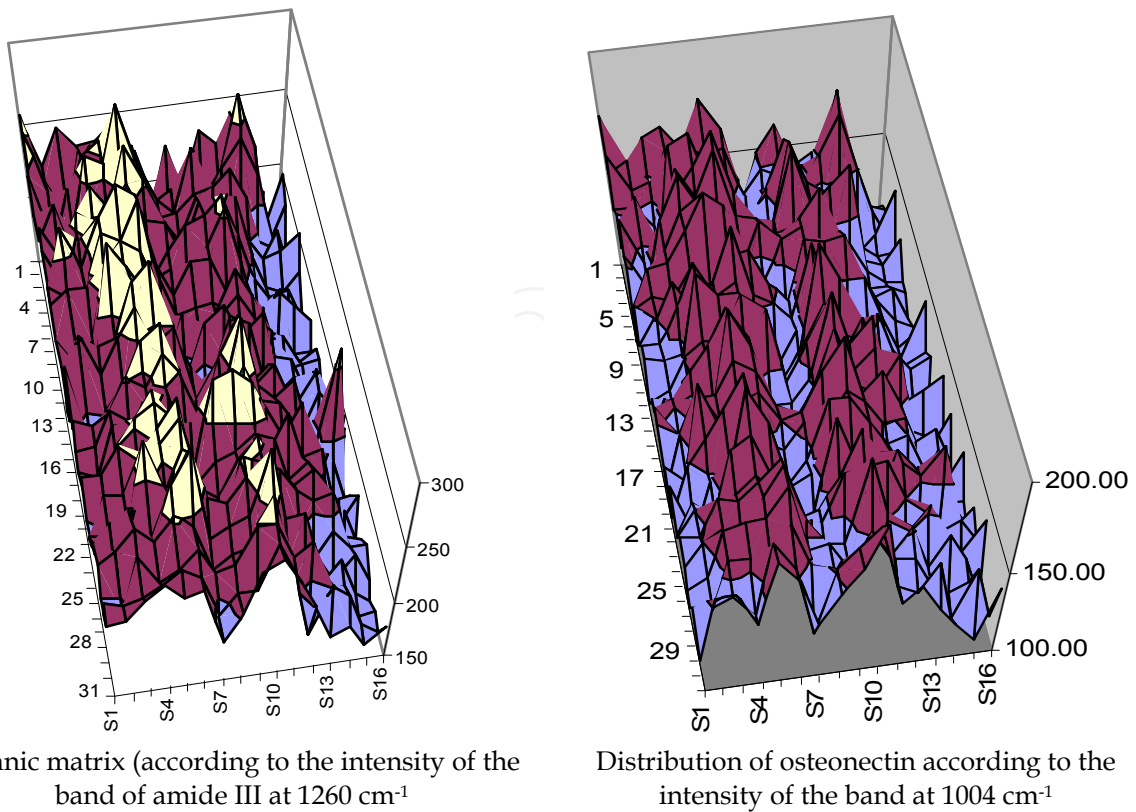 1
4
7
10
13
16
19
22
25
28
31
S1
S4
S7
S10
S13
S16
300
250
200
150
1
5
9
13
17
21
25
29
S1
S4
S7
S10
S13
S16
200.00
150.00
100.00
matrix (according to the intensity of the
band of amide III at 1260 cm-1
Distribution of osteonectin according to the
intensity of the band at 1004 cm-1